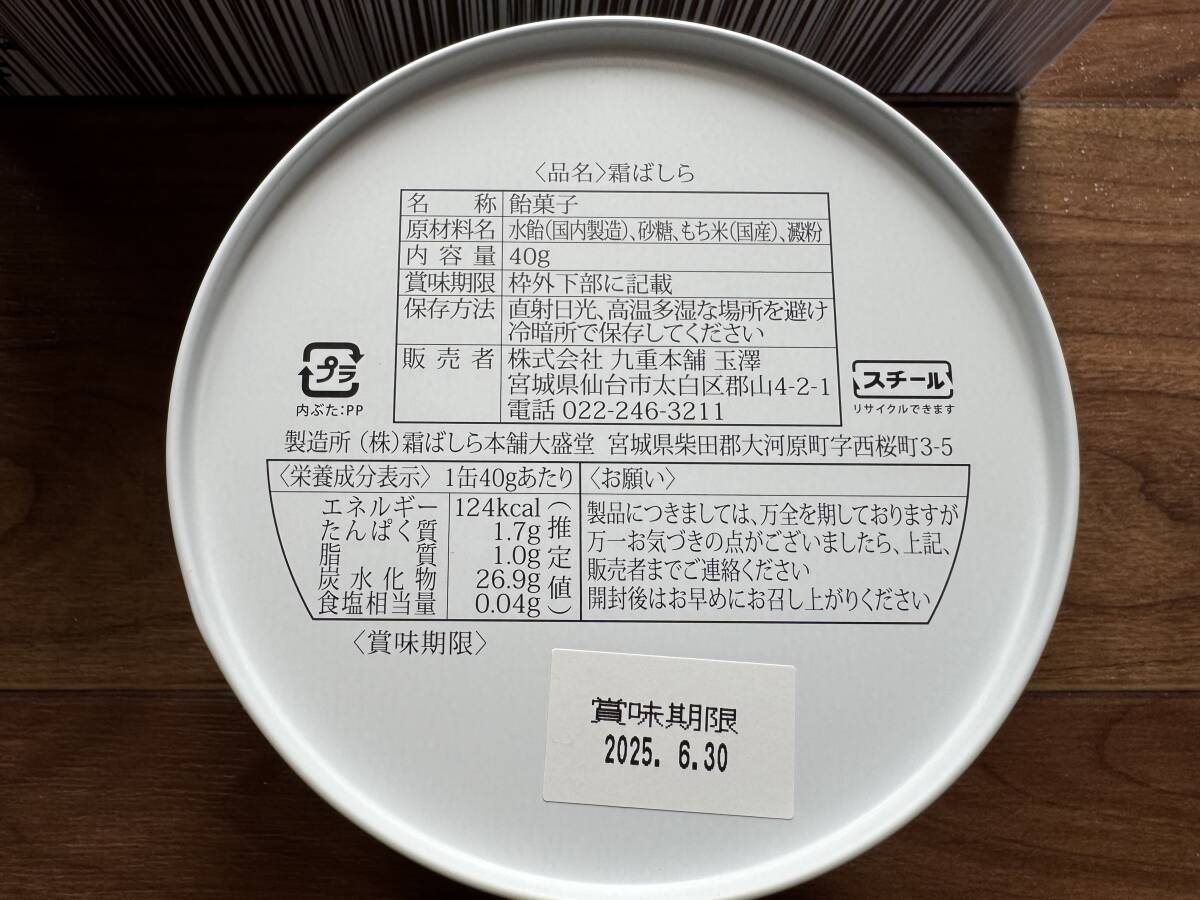 〈品名〉霜ばしら
名称 飴菓子
原材料名 水飴(国内製造)、砂糖、もち米(国産)、澱粉
内容量 40g
賞味期限 枠外下部に記載
保存方法 直射日光、高温多湿な場所を避け
冷暗所で保存してください
販売者 株式会社 九重本舗 玉澤
宮城県仙台市太白区郡山4-2-1
電話 022-246-3211
プラ
内ぶた:PP
スチール
リサイクルできます
製造所 (株)霜ばしら本舗大盛堂 宮城県柴田郡大河原町字西桜町3-5
〈栄養成分表示〉1缶40gあたり
エネルギー 124kcal
たんぱく質 1.7g
脂質 1.0g
炭水化物 26.9g
食塩相当量 0.04g
(推定値)
〈お願い〉
製品につきましては、万全を期しておりますが
万一お気づきの点がございましたら、上記、
販売者までご連絡ください
開封後はお早めにお召し上がりください
〈賞味期限〉
賞味期限
2025. 6.30